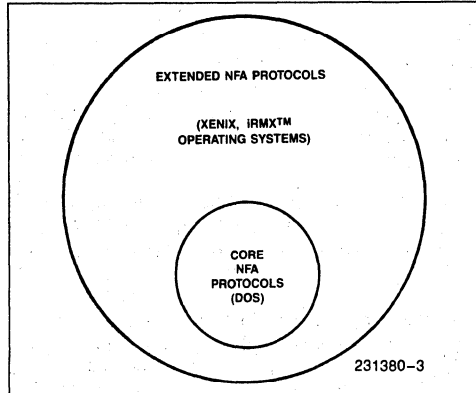 EXTENDED NFA PROTOCOLS
(XENIX, iRMX™
OPERATING SYSTEMS)
CORE
NFA
PROTOCOLS
(DOS)
231380-3